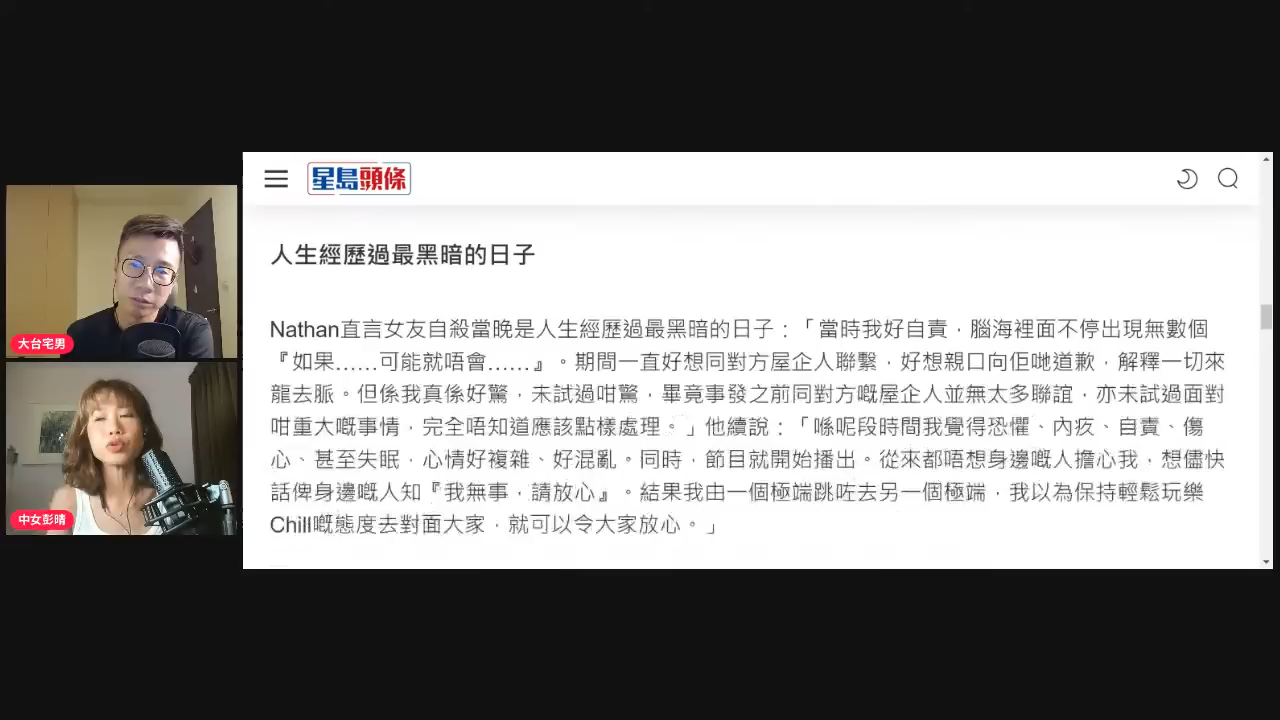 星島頭條
人生經歷過最黑暗的日子
Nathan直言女友自殺當晚是人生經歷過最黑暗的日子：「當時我好自責，腦海裡面不停出現無數個
『如果……可能就唔會……』。期間一直好想同對方屋企人聯繫，好想親口向佢哋道歉，解釋一切來
龍去脈。但係我真係好驚，未試過咁驚，畢竟事發之前同對方嘅屋企人並無太多聯誼，亦未試過面對
咁重大嘅事情，完全唔知道應該點樣處理。」他續說：「喺呢段時間我覺得恐懼、內疚、自責、傷
心、甚至失眠，心情好複雜、好混亂。同時，節目就開始播出。從來都唔想身邊嘅人擔心我，想儘快
話俾身邊嘅人知『我無事，請放心』。結果我由一個極端跳咗去另一個極端，我以為保持輕鬆玩樂
Chill嘅態度去對面大家，就可以令大家放心。」
大台宅男
中女彭晴